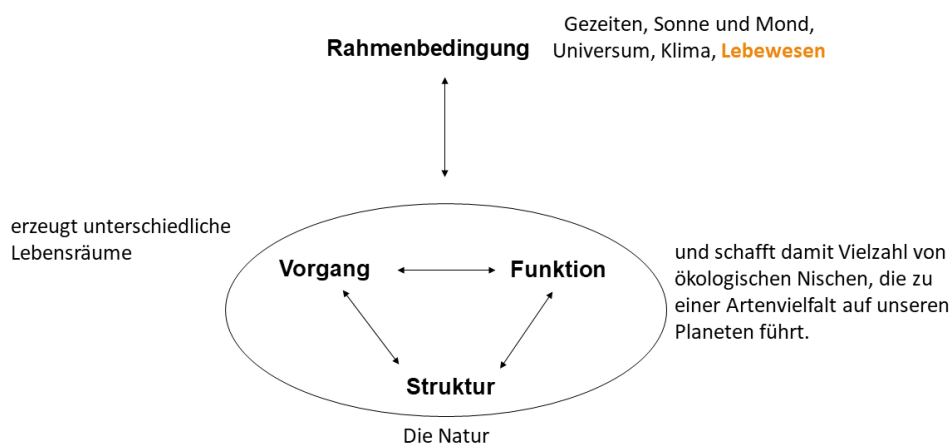 Gezeiten, Sonne und Mond,
Rahmenbedingung
Universum, Klima, Lebewesen
erzeugt unterschiedliche
Lebensräume
Vorgang
Funktion
und schafft damit Vielzahl von
ökologischen Nischen, die zu
einer Artenvielfalt auf unseren
Planeten führt.
Struktur
Die Natur